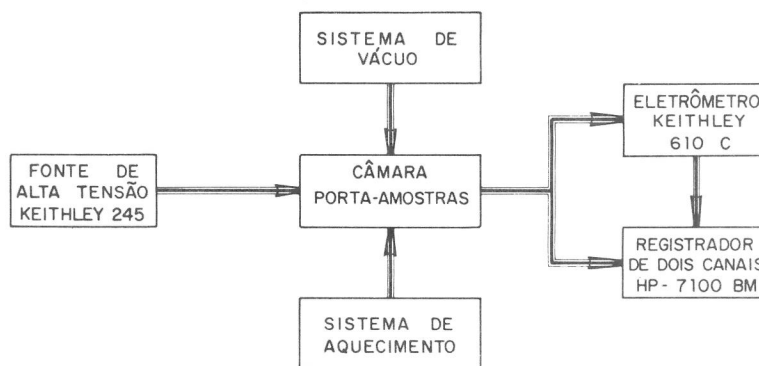 SISTEMA DE
VÁCUO
ELETRÔMETRO
KEITHLEY
610 C
FONTE DE
ALTA TENSÃO
KEITHLEY 245
CÂMARA
PORTA-AMOSTRAS
REGISTRADOR
DE DOIS CANAIS
HP - 7100 BM
SISTEMA DE
AQUECIMENTO